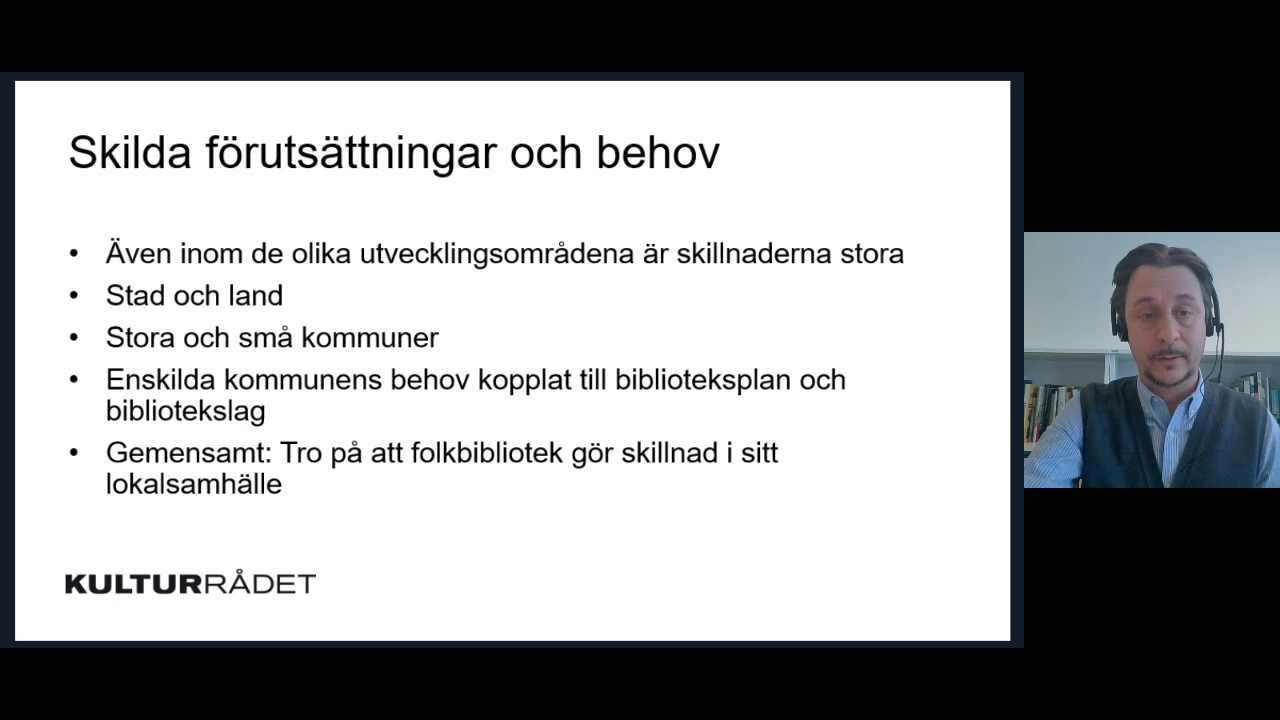 Skilda förutsättningar och behov
• Även inom de olika utvecklingsområdena är skillnaderna stora
• Stad och land
• Stora och små kommuner
• Enskilda kommunens behov kopplat till biblioteksplan och
bibliotekslag
• Gemensamt: Tro på att folkbibliotek gör skillnad i sitt
lokalsamhälle
KULTURRÅDET